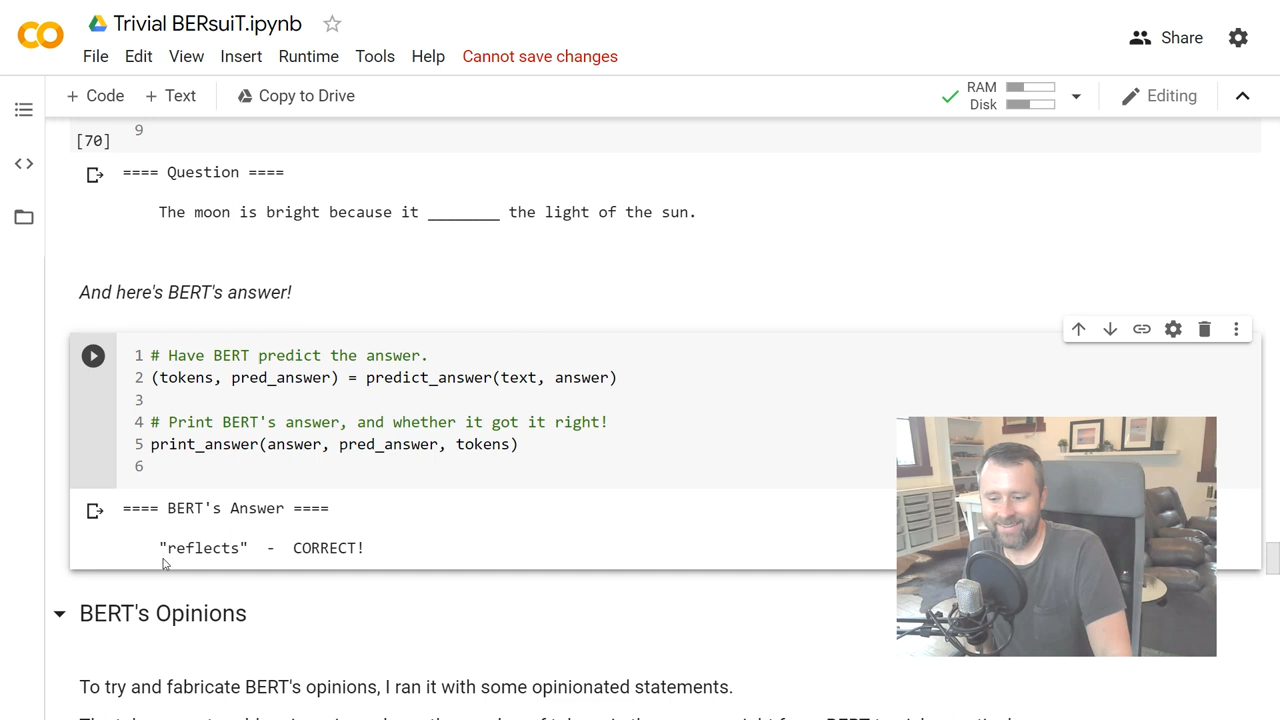 Trivial BERsuiT.ipynb
File Edit View Insert Runtime Tools Help Cannot save changes
Share
+ Code + Text Copy to Drive
RAM
Disk
Editing
9
[70]
==== Question ====
The moon is bright because it ________ the light of the sun.
And here's BERT's answer!
1 # Have BERT predict the answer.
2 (tokens, pred_answer) = predict_answer(text, answer)
3
4 # Print BERT's answer, and whether it got it right!
5 print_answer(answer, pred_answer, tokens)
6
==== BERT's Answer ====
"reflects" - CORRECT!
BERT's Opinions
To try and fabricate BERT's opinions, I ran it with some opinionated statements.